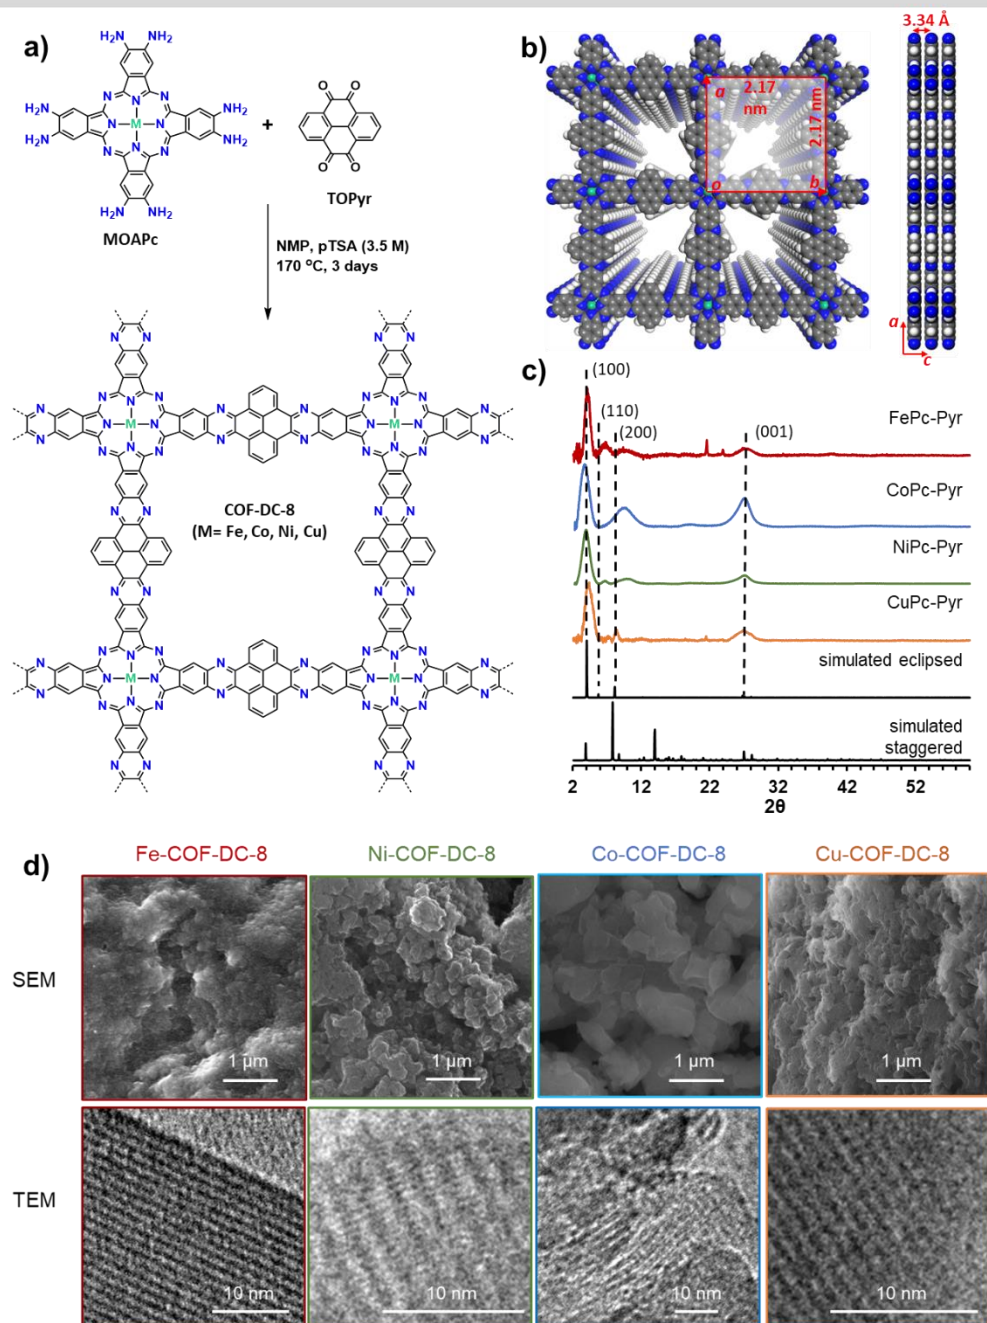 a)
NH₂
H₂N
H₂N
H₂N
NH₂
NH₂
H₂N
NH₂
N
N
N
N
N
M
N
N
N
MOAPc
+
O
O
O
O
TOPyr
NMP, pTSA (3.5 M)
170 °C, 3 days
COF-DC-8
(M= Fe, Co, Ni, Cu)
M
M
M
M
b)
a
2.17
nm
2.17 nm
o
b
3.34 Å
a
c
c)
(100)
(110)
(200)
(001)
FePc-Pyr
CoPc-Pyr
NiPc-Pyr
CuPc-Pyr
simulated eclipsed
simulated
staggered
2 12 22 32 42 52
2θ
d)
Fe-COF-DC-8 Ni-COF-DC-8 Co-COF-DC-8 Cu-COF-DC-8
SEM
1 µm 1 µm 1 µm 1 µm
TEM
10 nm 10 nm 10 nm 10 nm